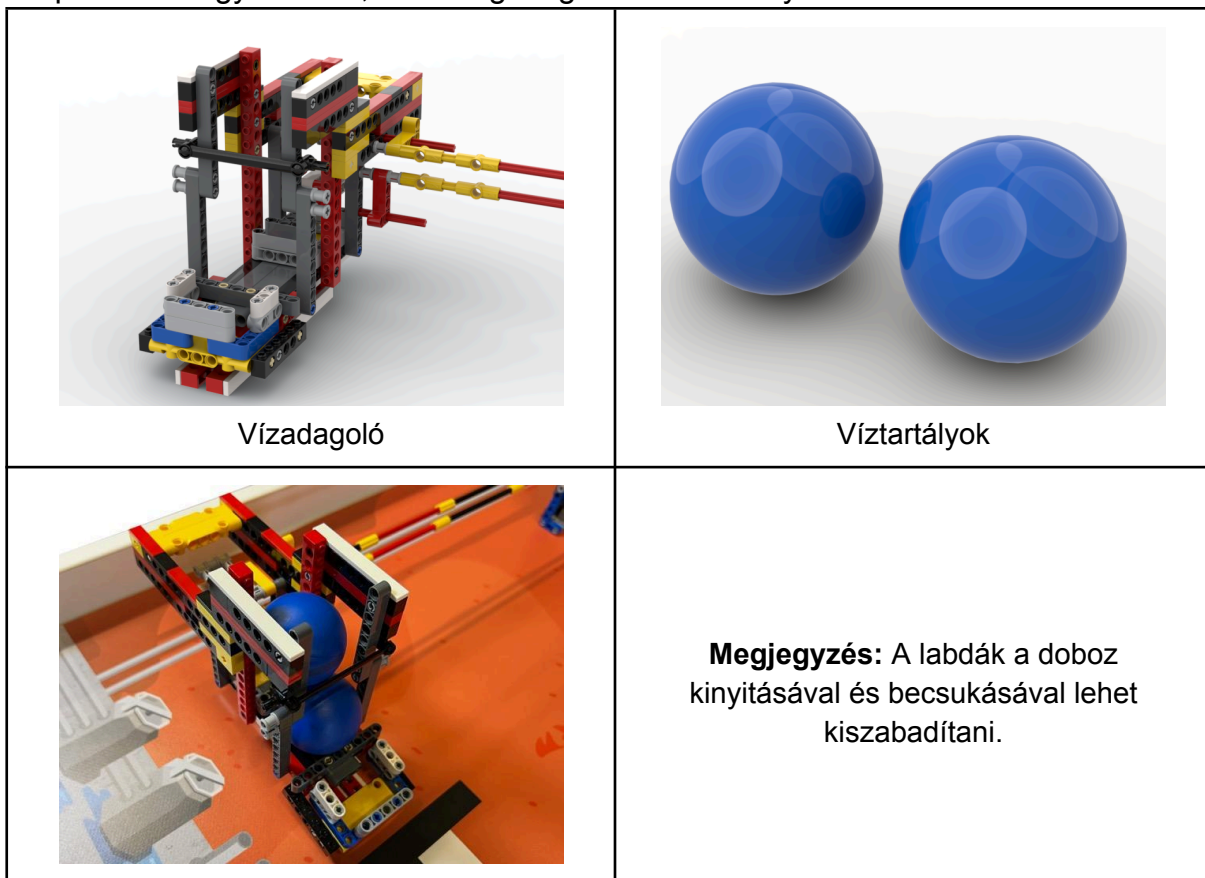 Vízadagoló
Víztartályok
Megjegyzés: A labdák a doboz
kinyitásával és becsukásával lehet
kiszabadítani.